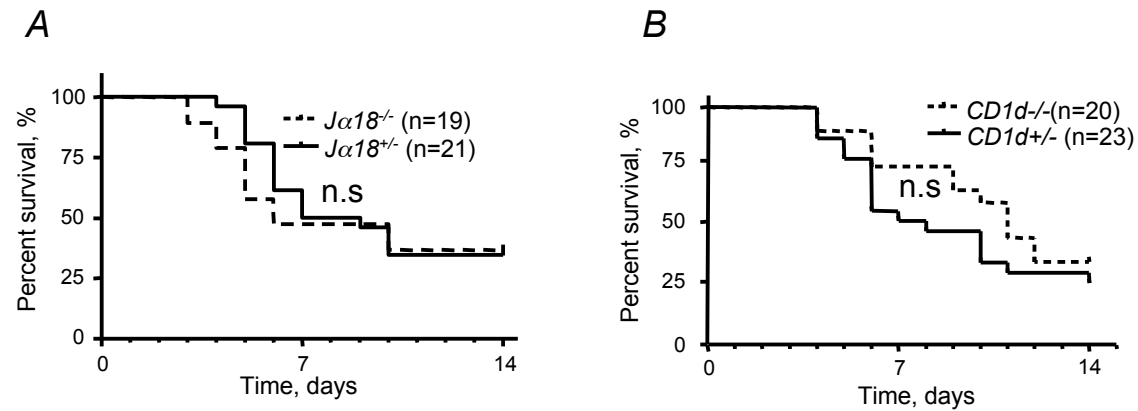 A
Percent survival, %
100
75
50
25
0
Jα18-/- (n=19)
Jα18+/- (n=21)
n.s
0 7 14
Time, days
B
Percent survival, %
100
75
50
25
0
CD1d-/-(n=20)
CD1d+/- (n=23)
n.s
0 7 14
Time, days